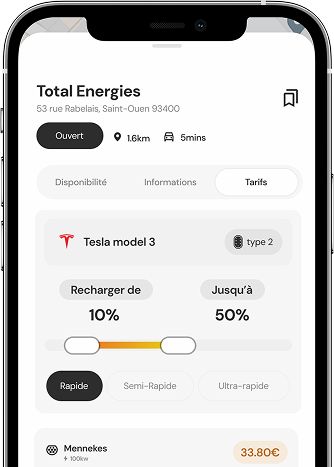 Total Energies
53 rue Rabelais, Saint-Ouen 93400
Ouvert
1.6km
5mins
Disponibilité
Informations
Tarifs
Tesla model 3
type 2
Recharger de
Jusqu'à
10%
50%
Rapide
Semi-Rapide
Ultra-rapide
Mennekes
100kw
33.80€